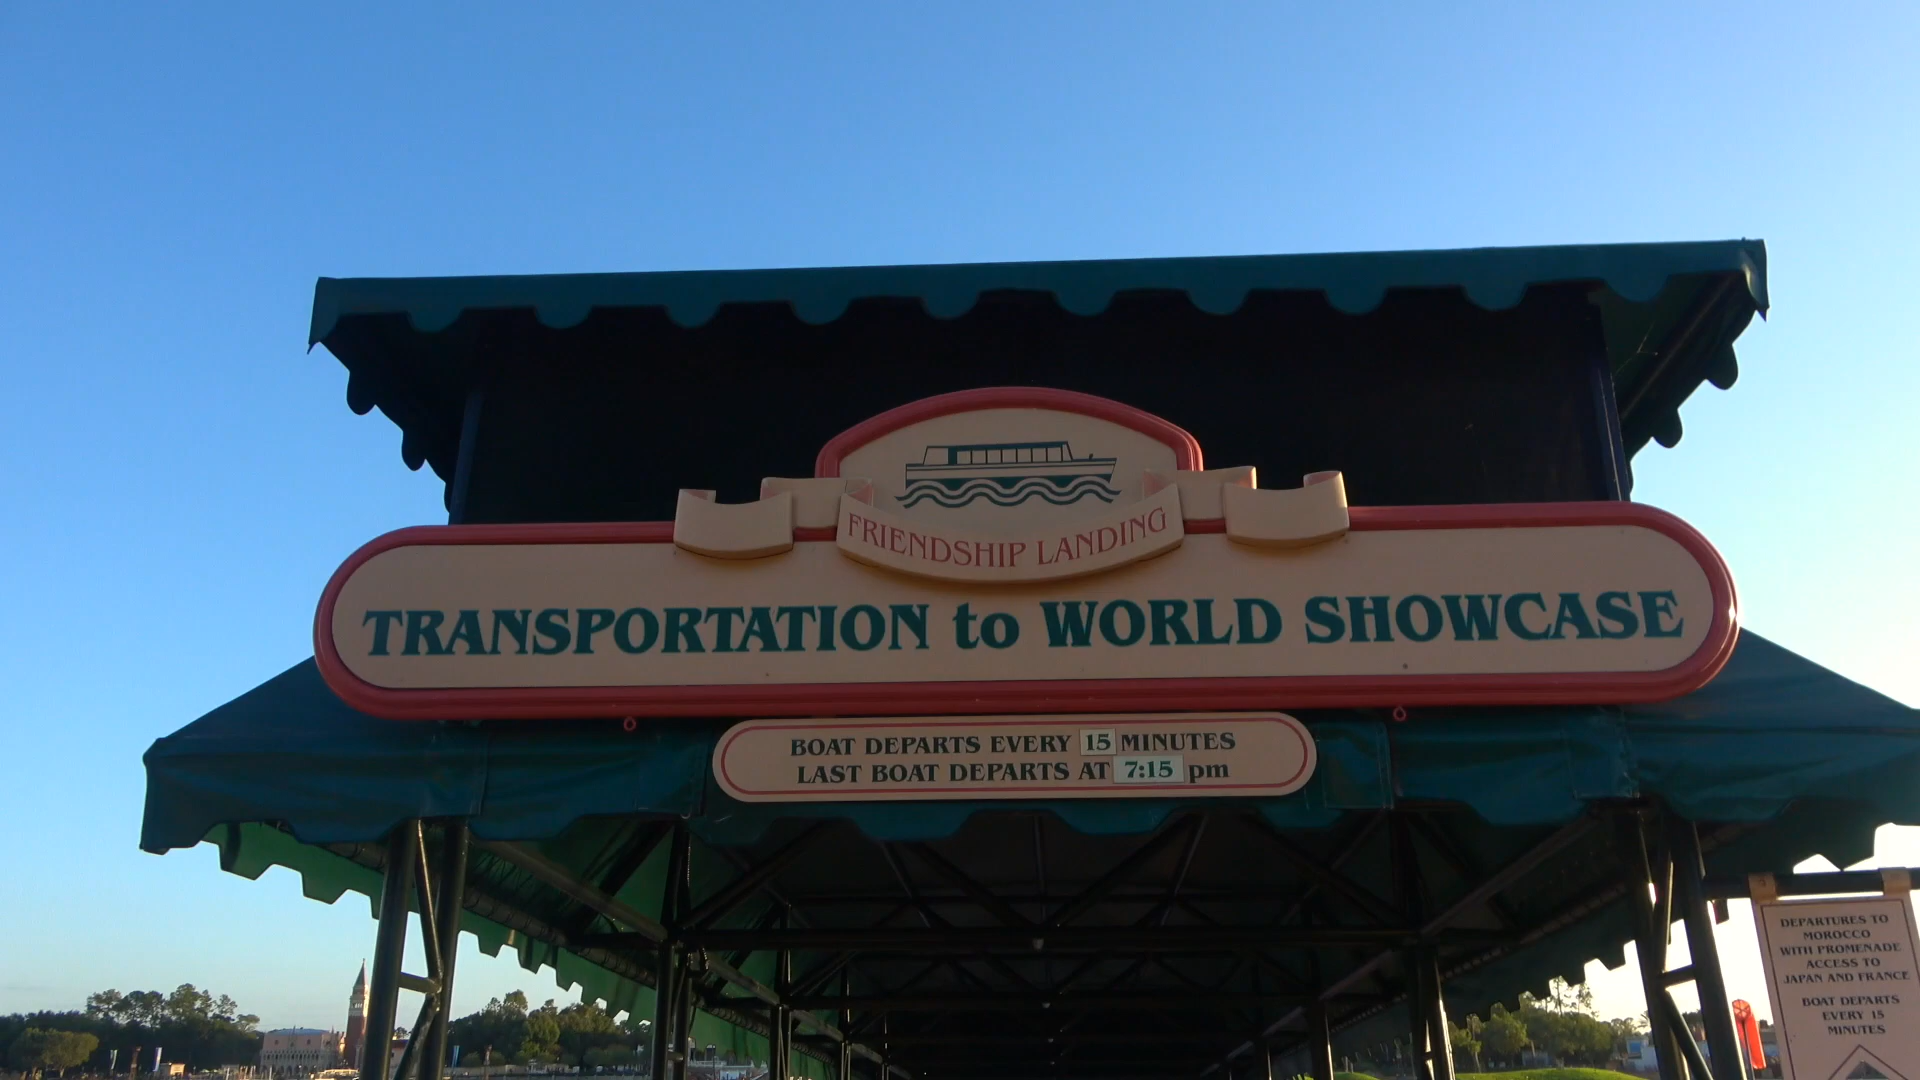 FRIENDSHIP LANDING
TRANSPORTATION to WORLD SHOWCASE
BOAT DEPARTS EVERY 15 MINUTES
LAST BOAT DEPARTS AT 7:15 pm
DEPARTURES TO
MOROCCO
WITH PROMENADE
ACCESS TO
JAPAN AND FRANCE
BOAT DEPARTS
EVERY 15
MINUTES